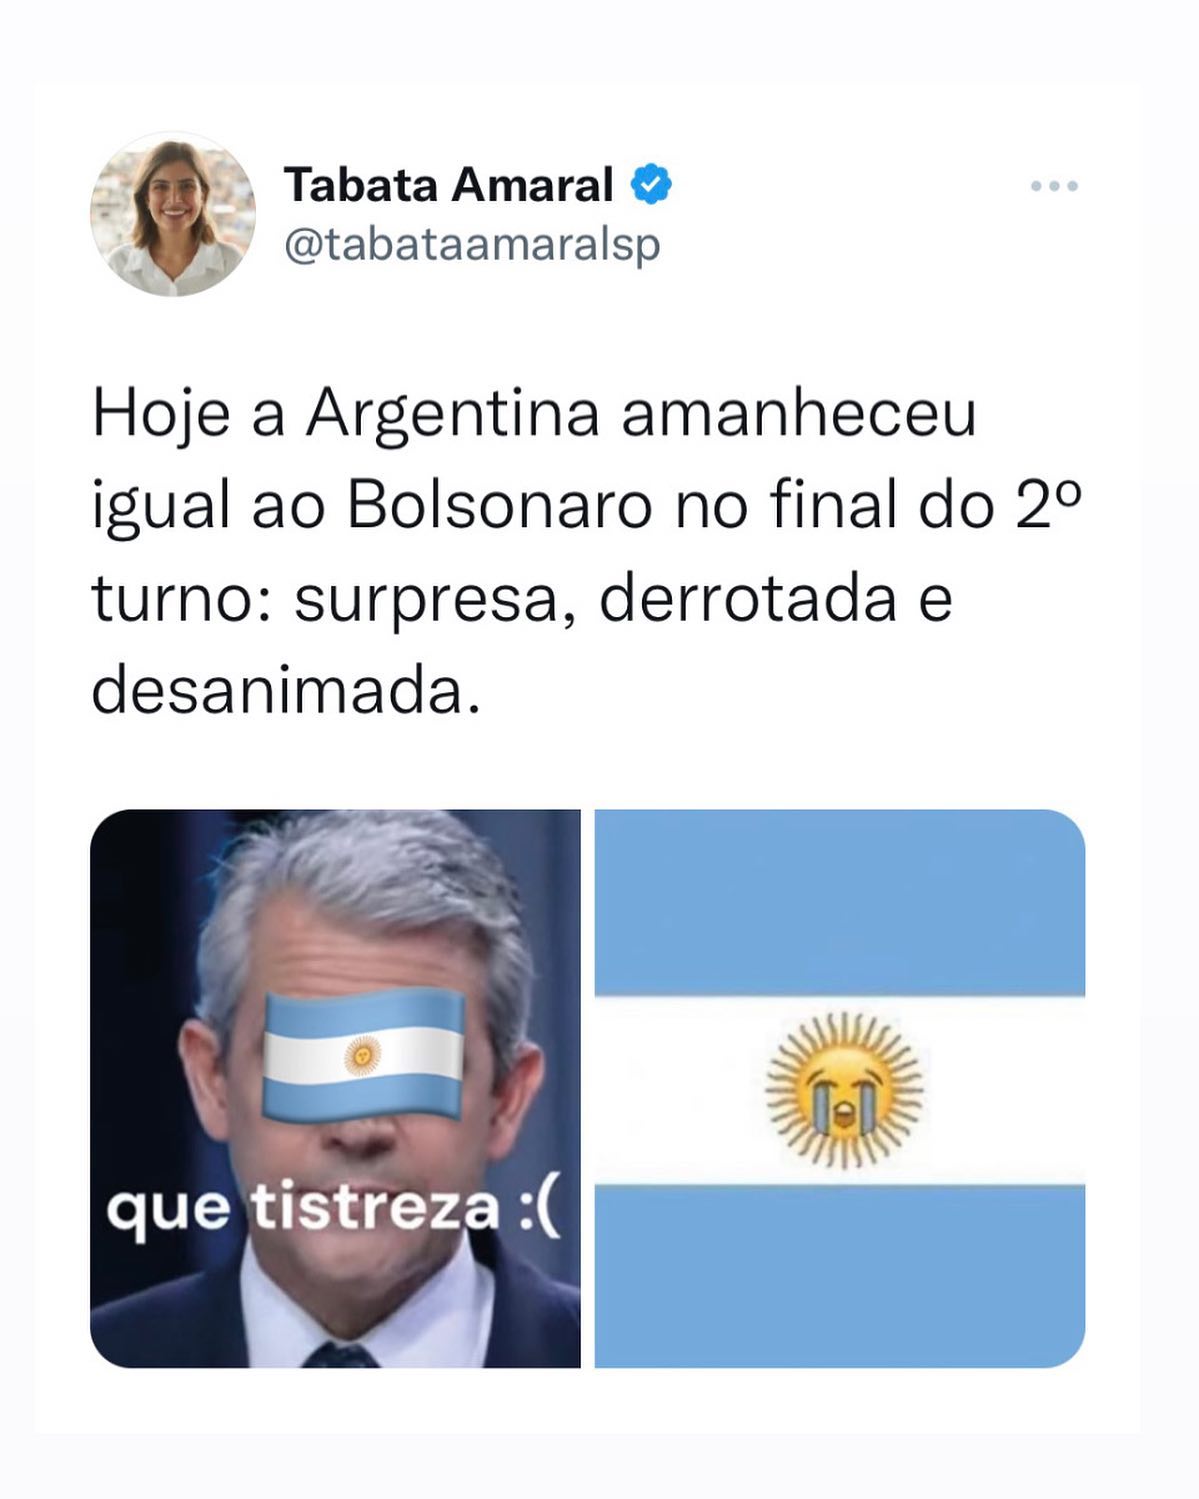 Tabata Amaral
@tabataamaralsp
Hoje a Argentina amanheceu
igual ao Bolsonaro no final do 2º
turno: surpresa, derrotada e
desanimada.
que tistreza :(